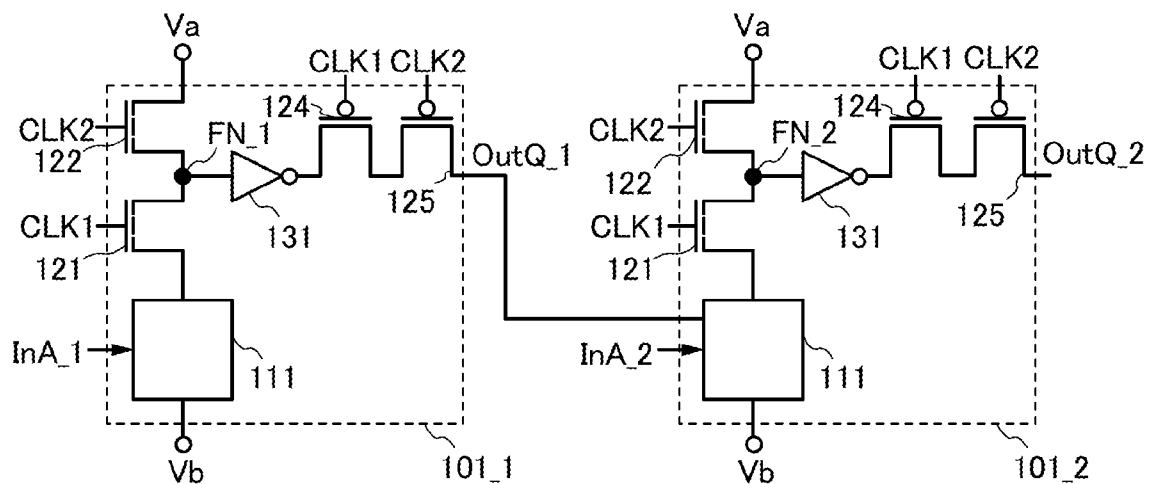 Va
Va
CLK1 CLK2
CLK1 CLK2
124
124
CLK2
122
FN_1
OutQ_1
CLK2
122
FN_2
OutQ_2
125
125
CLK1
121
131
CLK1
121
131
InA_1
111
InA_2
111
Vb
101_1
Vb
101_2